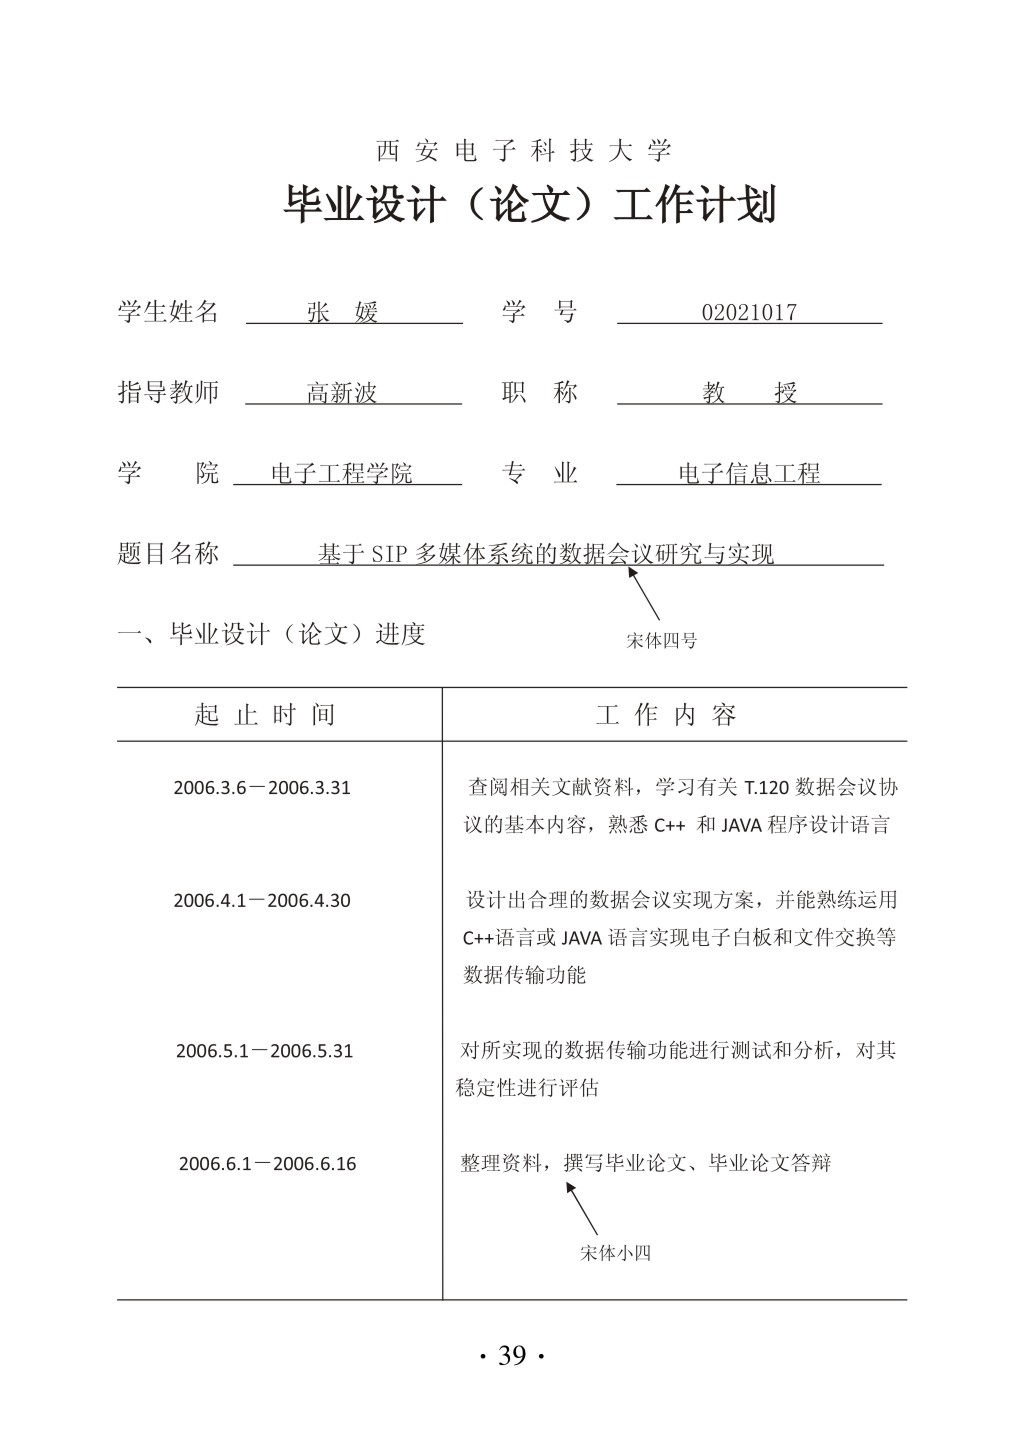 西 安 电 子 科 技 大 学
毕业设计（论文）工作计划
学生姓名 张　媛 学　号 02021017
指导教师 高新波 职　称 教　　授
学　　院 电子工程学院 专　业 电子信息工程
题目名称 基于 SIP 多媒体系统的数据会议研究与实现
一、毕业设计（论文）进度
宋体四号
起 止 时 间 工 作 内 容
2006.3.6－2006.3.31 查阅相关文献资料，学习有关 T.120 数据会议协
议的基本内容，熟悉 C++ 和 JAVA 程序设计语言
2006.4.1－2006.4.30 设计出合理的数据会议实现方案，并能熟练运用
C++语言或 JAVA 语言实现电子白板和文件交换等
数据传输功能
2006.5.1－2006.5.31 对所实现的数据传输功能进行测试和分析，对其
稳定性进行评估
2006.6.1－2006.6.16 整理资料，撰写毕业论文、毕业论文答辩
宋体小四
· 39 ·